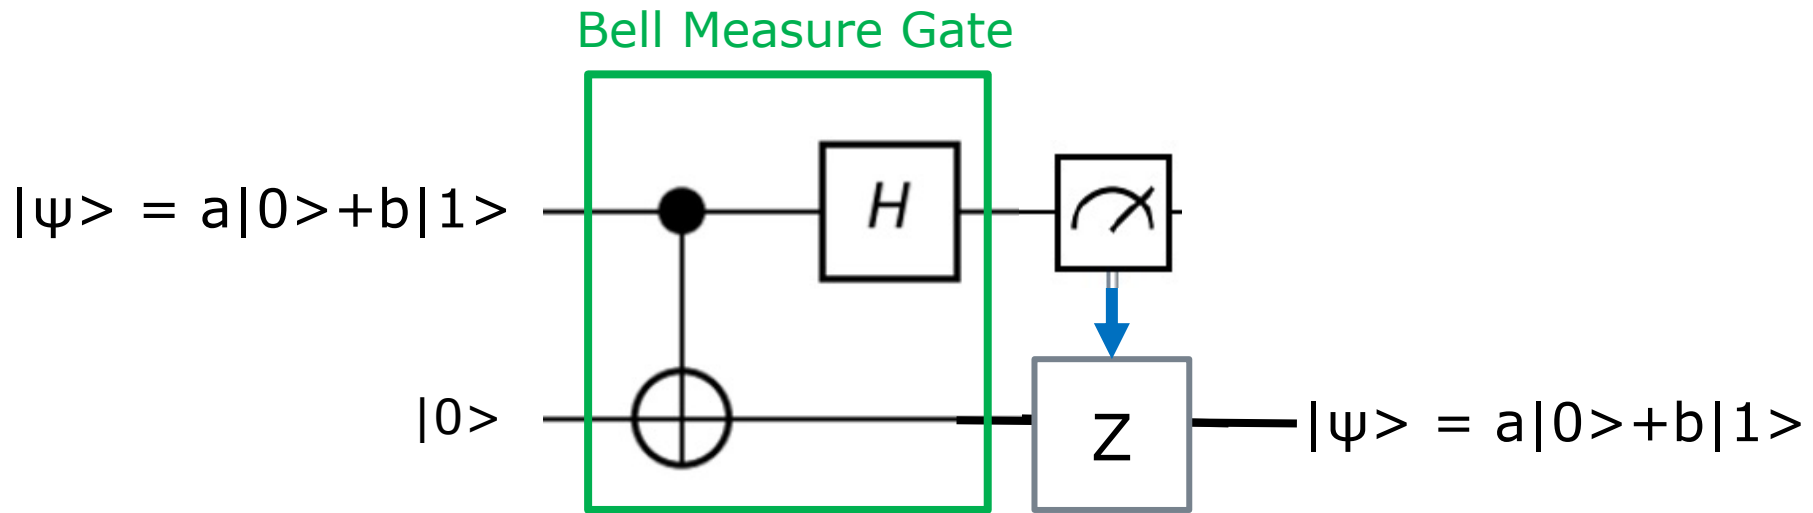 Bell Measure Gate
|ψ> = a|0>+b|1>
H
|0>
Z
|ψ> = a|0>+b|1>